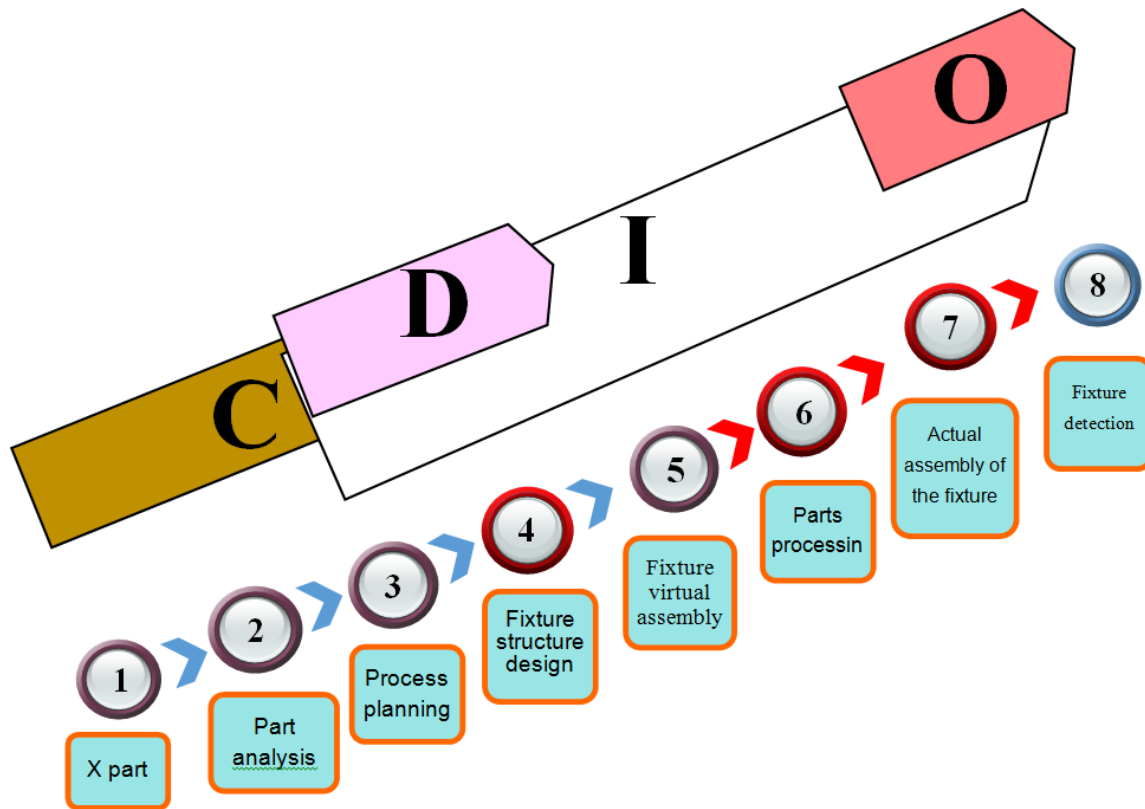 C
D
I
O
1
X part
2
Part
analysis
3
Process
planning
4
Fixture
structure
design
5
Fixture
virtual
assembly
6
Parts
processin
7
Actual
assembly of
the fixture
8
Fixture
detection